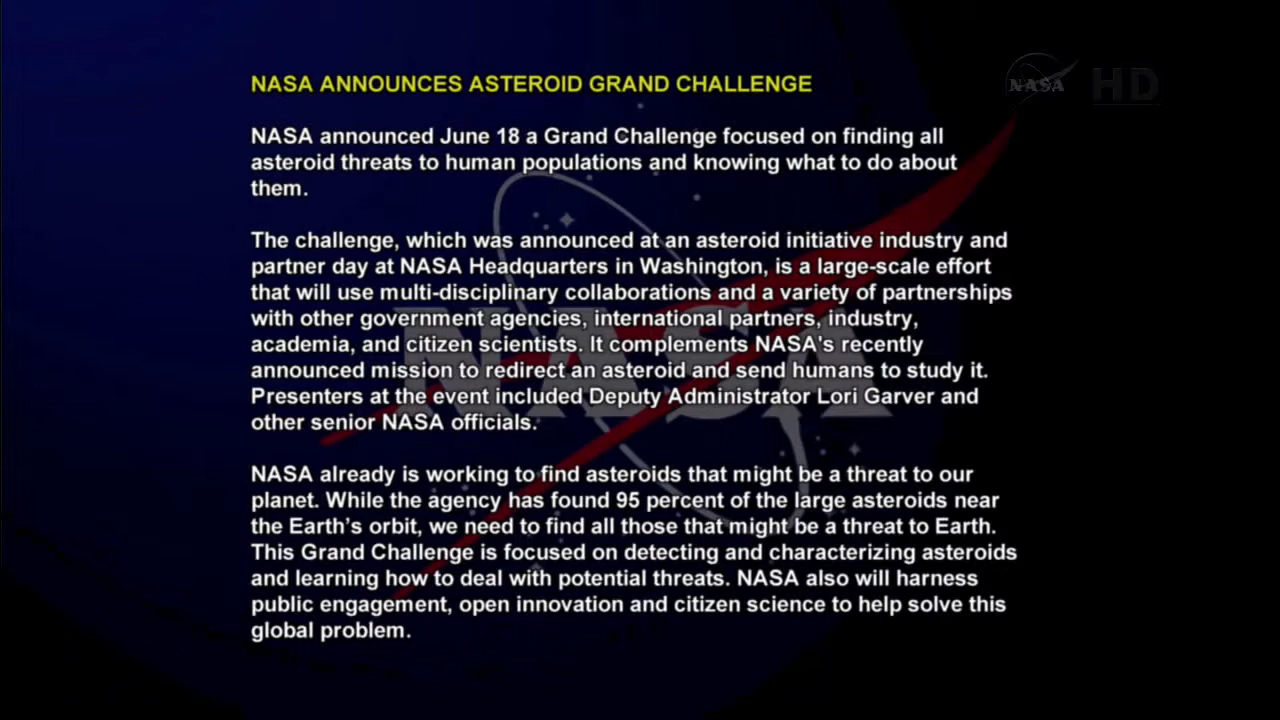 NASA HD
NASA ANNOUNCES ASTEROID GRAND CHALLENGE
NASA announced June 18 a Grand Challenge focused on finding all
asteroid threats to human populations and knowing what to do about
them.
The challenge, which was announced at an asteroid initiative industry and
partner day at NASA Headquarters in Washington, is a large-scale effort
that will use multi-disciplinary collaborations and a variety of partnerships
with other government agencies, international partners, industry,
academia, and citizen scientists. It complements NASA's recently
announced mission to redirect an asteroid and send humans to study it.
Presenters at the event included Deputy Administrator Lori Garver and
other senior NASA officials.
NASA already is working to find asteroids that might be a threat to our
planet. While the agency has found 95 percent of the large asteroids near
the Earth’s orbit, we need to find all those that might be a threat to Earth.
This Grand Challenge is focused on detecting and characterizing asteroids
and learning how to deal with potential threats. NASA also will harness
public engagement, open innovation and citizen science to help solve this
global problem.
NASA